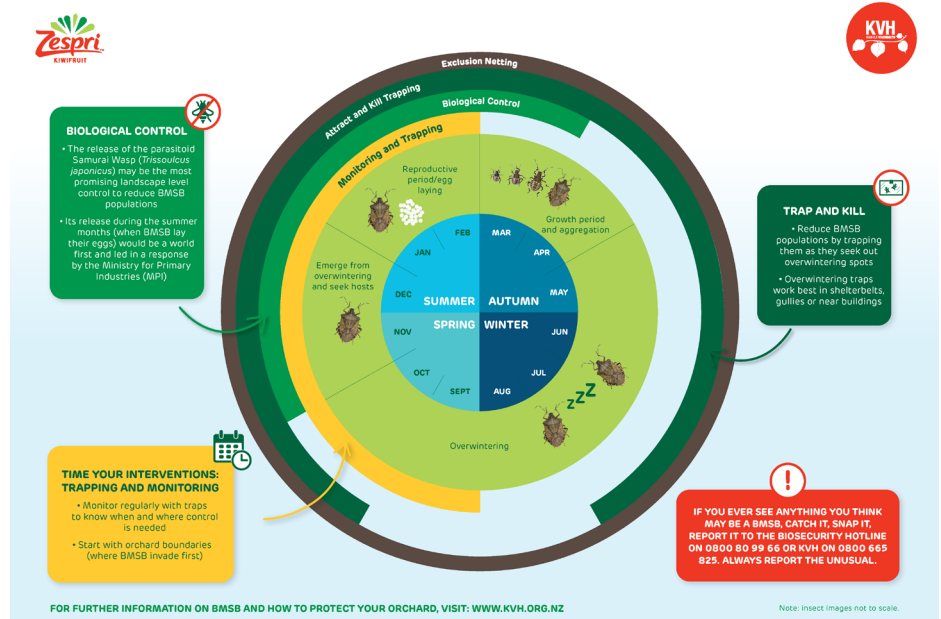 Zespri
KIWIFRUIT
KVH
Exclusion Netting
Attract and Kill Trapping
Biological Control
Monitoring and Trapping
BIOLOGICAL CONTROL
• The release of the parasitoid
Samurai Wasp (Trissoulcus
japonicus) may be the most
promising landscape level
control to reduce BMSB
populations
• Its release during the summer
months (when BMSB lay
their eggs) would be a world
first and led in a response
by the Ministry for Primary
Industries (MPI)
Reproductive
period/egg
laying
Growth period
and aggregation
Emerge from
overwintering
and seek hosts
Overwintering
FEB
MAR
JAN
APR
DEC
MAY
SUMMER
AUTUMN
SPRING
WINTER
NOV
JUN
OCT
JUL
SEPT
AUG
z
z
z
TRAP AND KILL
• Reduce BMSB
populations by trapping
them as they seek out
overwintering spots
• Overwintering traps
work best in shelterbelts,
gullies or near buildings
TIME YOUR INTERVENTIONS:
TRAPPING AND MONITORING
• Monitor regularly with traps
to know when and where control
is needed
• Start with orchard boundaries
(where BMSB invade first)
!
IF YOU EVER SEE ANYTHING YOU THINK
MAY BE A BMSB, CATCH IT, SNAP IT,
REPORT IT TO THE BIOSECURITY HOTLINE
ON 0800 80 99 66 OR KVH ON 0800 665
825. ALWAYS REPORT THE UNUSUAL.
FOR FURTHER INFORMATION ON BMSB AND HOW TO PROTECT YOUR ORCHARD, VISIT: WWW.KVH.ORG.NZ
Note: insect images not to scale.